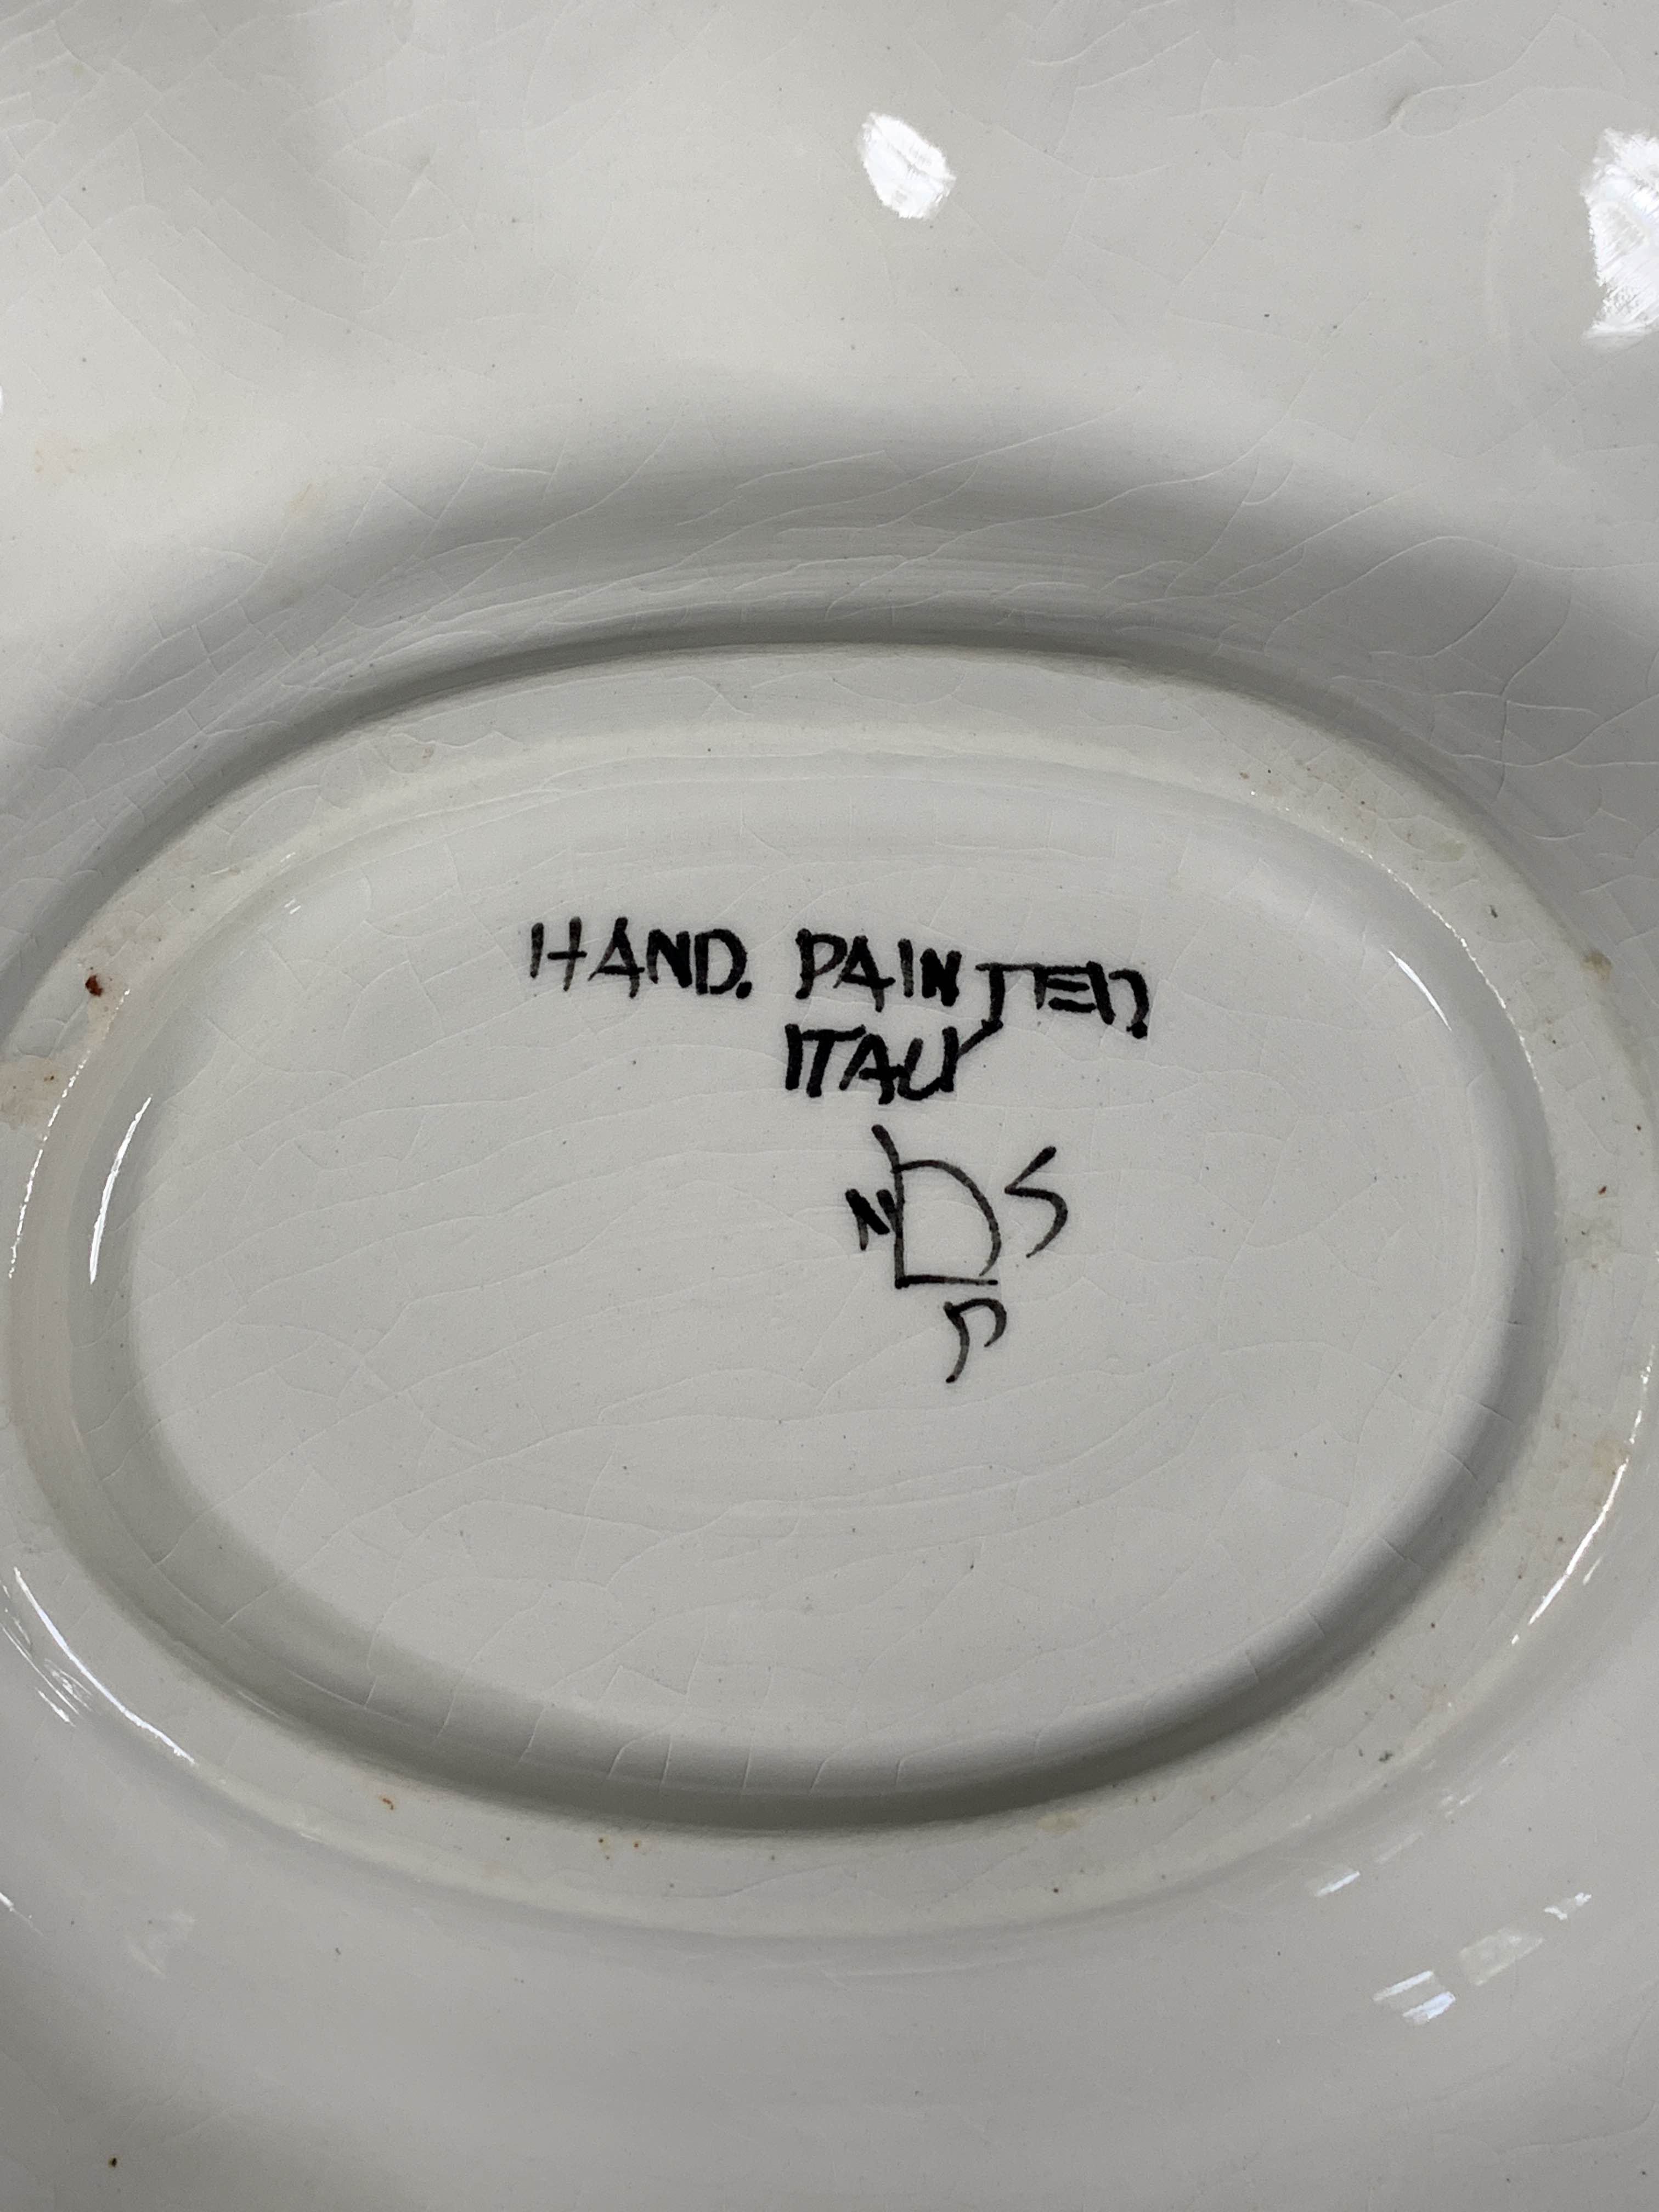 HAND. PAINTED
ITALY
N D S
P